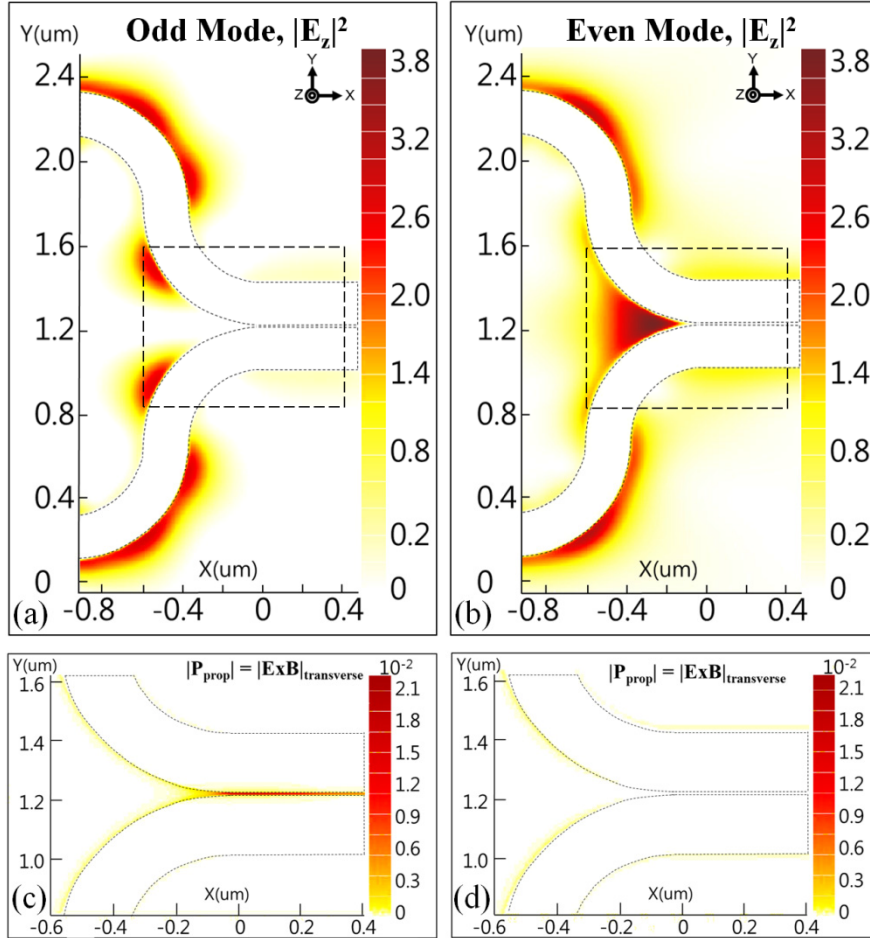 Odd Mode, |E_z|²
Y(um)
2.4
2.0
1.6
1.2
0.8
0.4
0
Y
Z X
3.8
3.2
2.6
2.0
1.4
0.8
0.2
0
X(um)
(a)
-0.8 -0.4 0 0.4
Even Mode, |E_z|²
Y(um)
2.4
2.0
1.6
1.2
0.8
0.4
0
Y
Z X
3.8
3.2
2.6
2.0
1.4
0.8
0.2
0
X(um)
(b)
-0.8 -0.4 0 0.4
Y(um)
|P_prop| = |ExB|_transverse
10⁻²
1.6
1.4
1.2
1.0
2.1
1.8
1.5
1.2
0.9
0.6
0.3
0
(c)
X(um)
-0.6 -0.4 -0.2 0 0.2 0.4
Y(um)
|P_prop| = |ExB|_transverse
10⁻²
1.6
1.4
1.2
1.0
2.1
1.8
1.5
1.2
0.9
0.6
0.3
0
(d)
X(um)
-0.6 -0.4 -0.2 0 0.2 0.4